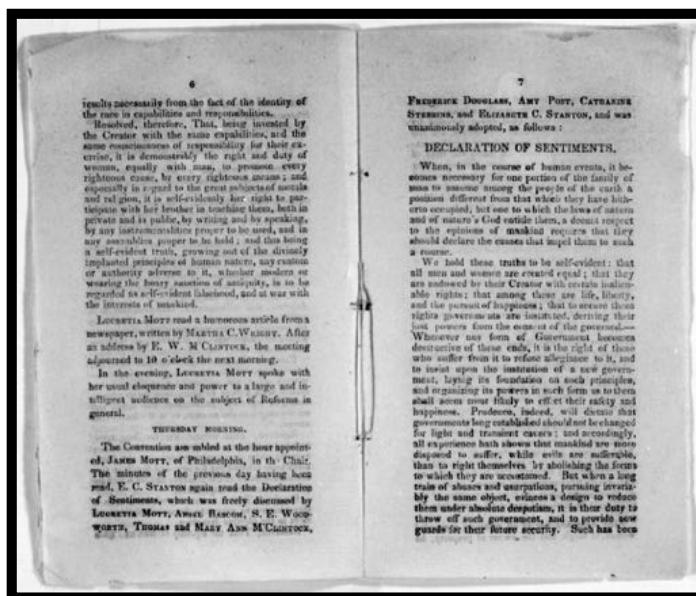 6
results necessarily from the fact of the identity of
the race in capabilities and responsibilities.
Resolved, therefore, That, being invested by
the Creator with the same capabilities, and the
same consciousness of responsibility for their ex-
ercise, it is demonstrably the right and duty of
woman, equally with man, to promote every
righteous cause, by every righteous means; and
especially in regard to the great subjects of morals
and religion, it is self-evidently her right to par-
ticipate with her brother in teaching them, both in
private and in public, by writing and by speaking,
by any instrumentalities proper to be used, and in
any assemblies proper to be held; and this being
a self-evident truth, growing out of the divinely
implanted principles of human nature, any custom
or authority adverse to it, whether modern or
wearing the hoary sanction of antiquity, is to be
regarded as self-evident falsehood, and at war with
the interests of mankind.
LUCRETIA MOTT read a humorous article from a
newspaper, written by MARTHA C. WRIGHT. After
an address by E. W. M'CLINTOCK, the meeting
adjourned to 10 o'clock the next morning.
In the evening, LUCRETIA MOTT spoke with
her usual eloquence and power to a large and in-
telligent audience on the subject of Reforms in
general.
THURSDAY MORNING.
The Convention assembled at the hour appoint-
ed, JAMES MOTT, of Philadelphia, in the Chair.
The minutes of the previous day having been
read, E. C. STANTON again read the Declaration
of Sentiments, which was freely discussed by
LUCRETIA MOTT, ANSEL BASCOM, S. E. WOOD-
WORTH, THOMAS and MARY ANN M'CLINTOCK,
7
FREDERICK DOUGLASS, AMY POST, CATHARINE
STEBBINS, and ELIZABETH C. STANTON, and was
unanimously adopted, as follows:
DECLARATION OF SENTIMENTS.
When, in the course of human events, it be-
comes necessary for one portion of the family of
man to assume among the people of the earth a
position different from that which they have hith-
erto occupied, but one to which the laws of nature
and of nature's God entitle them, a decent respect
to the opinions of mankind requires that they
should declare the causes that impel them to such
a course.
We hold these truths to be self-evident: that
all men and women are created equal; that they
are endowed by their Creator with certain inalien-
able rights; that among these are life, liberty,
and the pursuit of happiness; that to secure these
rights governments are instituted, deriving their
just powers from the consent of the governed.—
Whenever any form of Government becomes
destructive of these ends, it is the right of those
who suffer from it to refuse allegiance to it, and
to insist upon the institution of a new govern-
ment, laying its foundation on such principles,
and organizing its powers in such form as to them
shall seem most likely to effect their safety and
happiness. Prudence, indeed, will dictate that
governments long established should not be changed
for light and transient causes; and accordingly,
all experience hath shown that mankind are more
disposed to suffer, while evils are sufferable,
than to right themselves by abolishing the forms
to which they are accustomed. But when a long
train of abuses and usurpations, pursuing invaria-
bly the same object, evinces a design to reduce
them under absolute despotism, it is their duty to
throw off such government, and to provide new
guards for their future security. Such has been